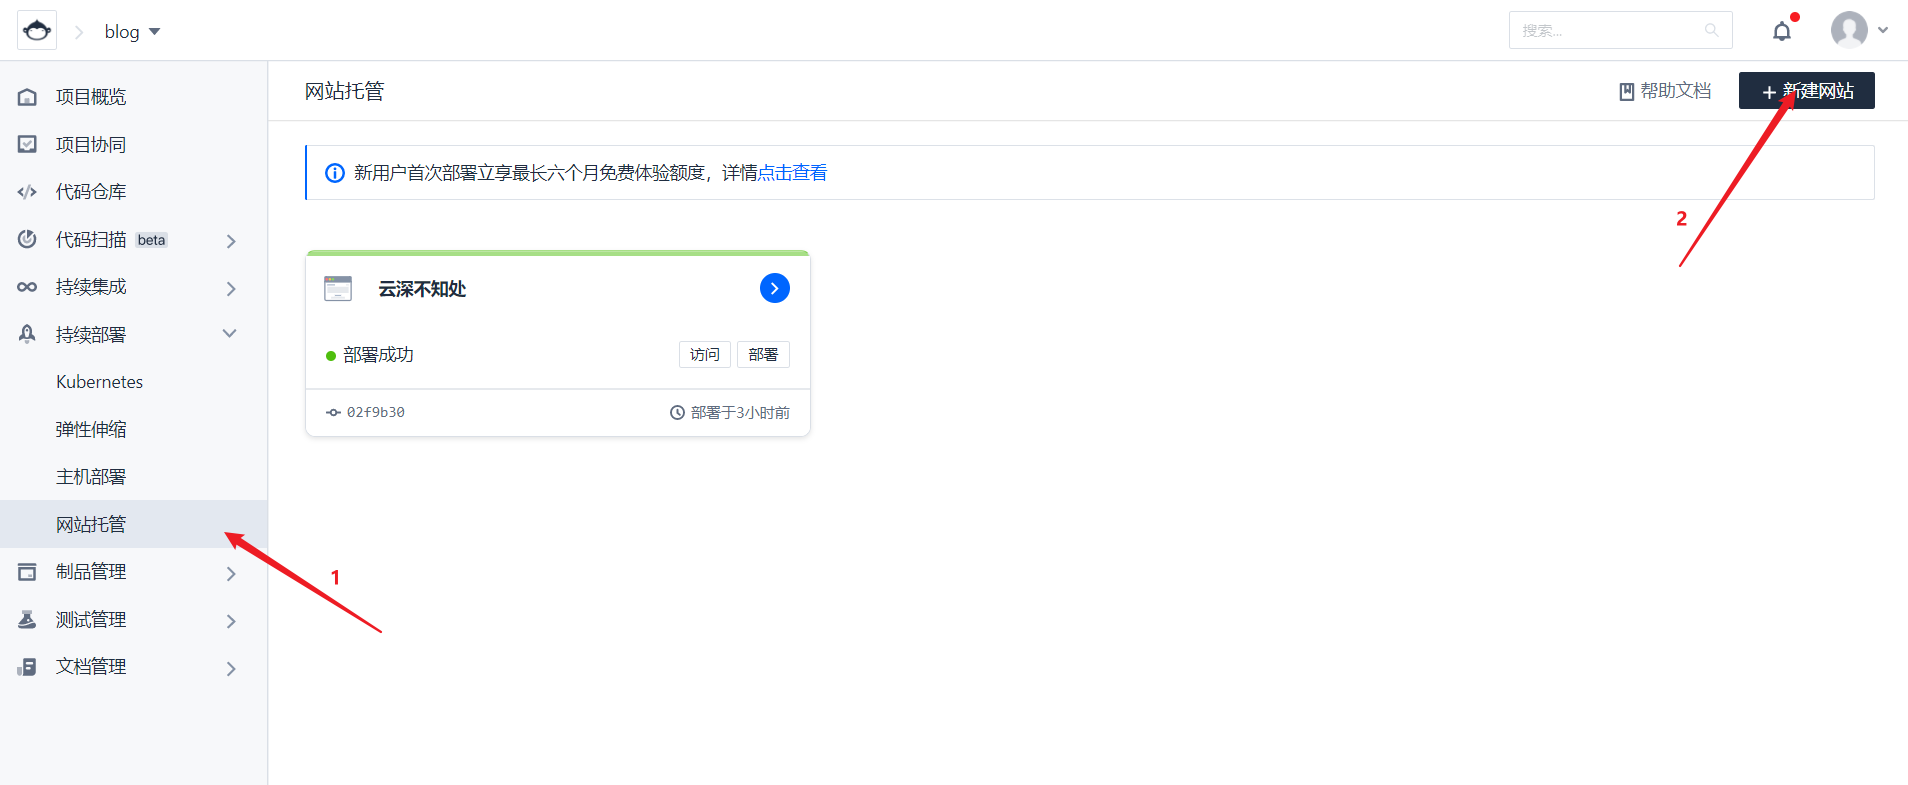 blog
搜索...
项目概览
项目协同
代码仓库
代码扫描 beta
持续集成
持续部署
Kubernetes
弹性伸缩
主机部署
网站托管
制品管理
测试管理
文档管理
网站托管
帮助文档
+ 新建网站
新用户首次部署立享最长六个月免费体验额度，详情点击查看
云深不知处
部署成功
访问
部署
02f9b30
部署于3小时前
1
2